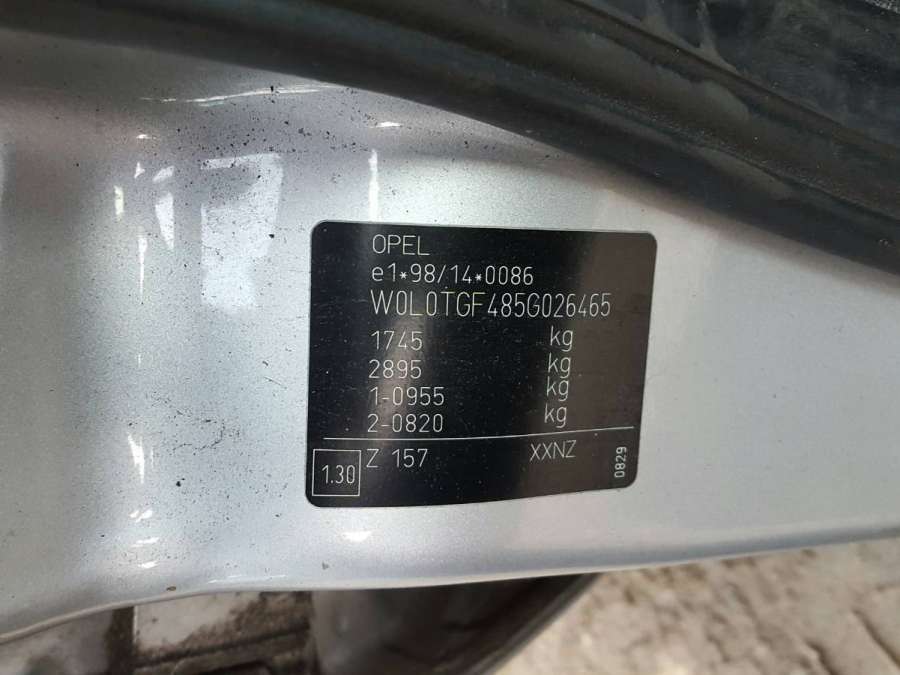 OPEL
e1*98/14*0086
W0L0TGF485G026465
1745 kg
2895 kg
1-0955 kg
2-0820 kg
1.30 Z 157 XXNZ 0829